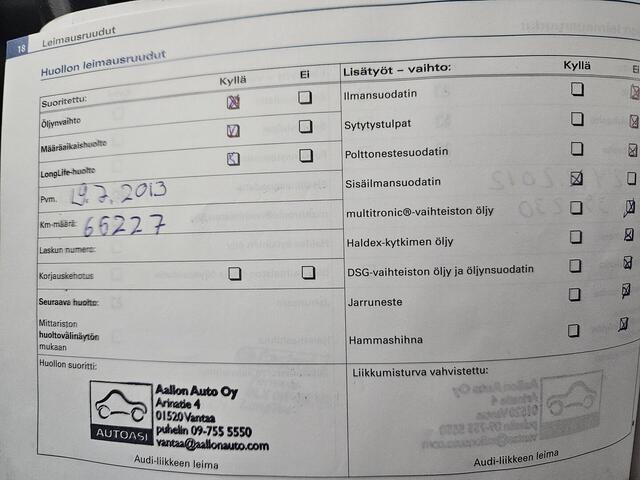 18 Leimausruudut
Huollon leimausruudut
Suoritettu: Kyllä Ei
Öljynvaihto
Määräaikaishuolto
LongLife-huolto
Pvm. 19.7.2013
Km-määrä: 66227
Laskun numero:
Korjauskehotus
Seuraava huolto:
Mittariston
huoltovälinäytön
mukaan
Huollon suoritti:
AUTOASI
Aallon Auto Oy
Arinatie 4
01520 Vantaa
puhelin 09-755 5550
vantaa@aallonauto.com
Audi-liikkeen leima
Lisätyöt – vaihto: Kyllä Ei
Ilmansuodatin
Sytytystulpat
Polttonestesuodatin
Sisäilmansuodatin
multitronic®-vaihteiston öljy
Haldex-kytkimen öljy
DSG-vaihteiston öljy ja öljynsuodatin
Jarruneste
Hammashihna
Liikkumisturva vahvistettu:
Audi-liikkeen leima